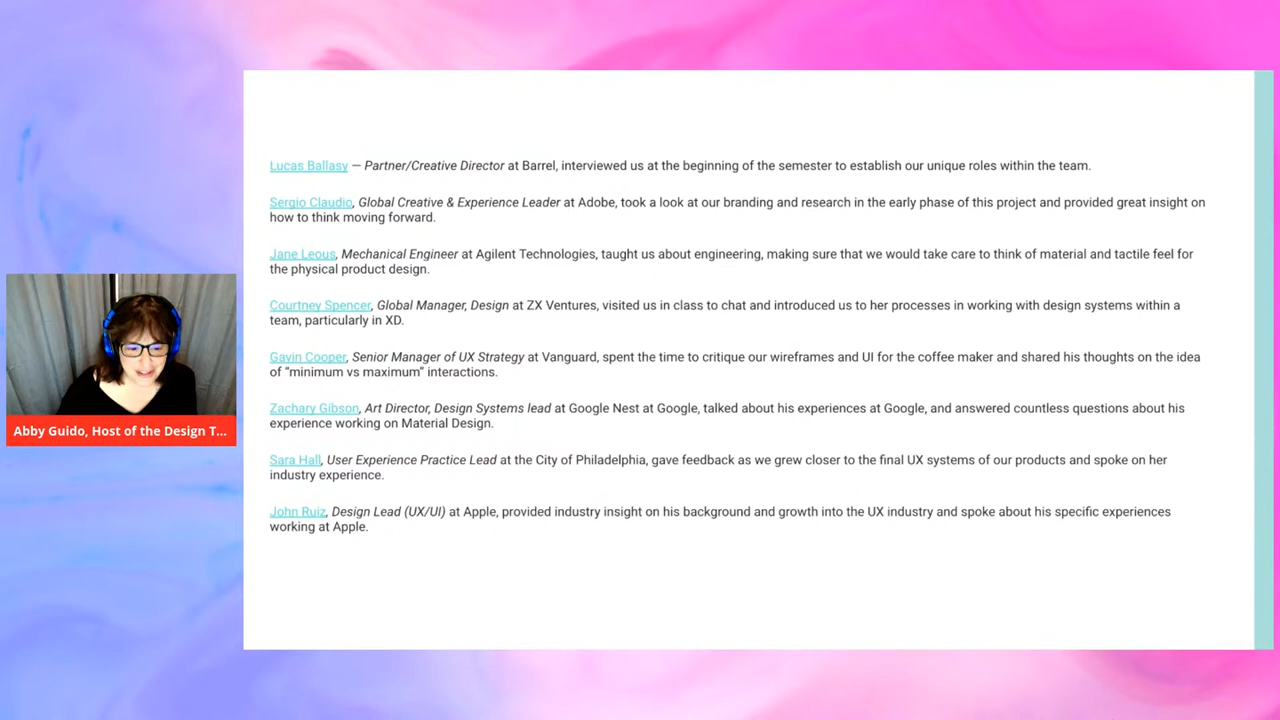 Lucas Ballasy — Partner/Creative Director at Barrel, interviewed us at the beginning of the semester to establish our unique roles within the team.
Sergio Claudio, Global Creative & Experience Leader at Adobe, took a look at our branding and research in the early phase of this project and provided great insight on
how to think moving forward.
Jane Leous, Mechanical Engineer at Agilent Technologies, taught us about engineering, making sure that we would take care to think of material and tactile feel for
the physical product design.
Courtney Spencer, Global Manager, Design at ZX Ventures, visited us in class to chat and introduced us to her processes in working with design systems within a
team, particularly in XD.
Gavin Cooper, Senior Manager of UX Strategy at Vanguard, spent the time to critique our wireframes and UI for the coffee maker and shared his thoughts on the idea
of “minimum vs maximum” interactions.
Zachary Gibson, Art Director, Design Systems lead at Google Nest at Google, talked about his experiences at Google, and answered countless questions about his
experience working on Material Design.
Sara Hall, User Experience Practice Lead at the City of Philadelphia, gave feedback as we grew closer to the final UX systems of our products and spoke on her
industry experience.
John Ruiz, Design Lead (UX/UI) at Apple, provided industry insight on his background and growth into the UX industry and spoke about his specific experiences
working at Apple.
Abby Guido, Host of the Design T...